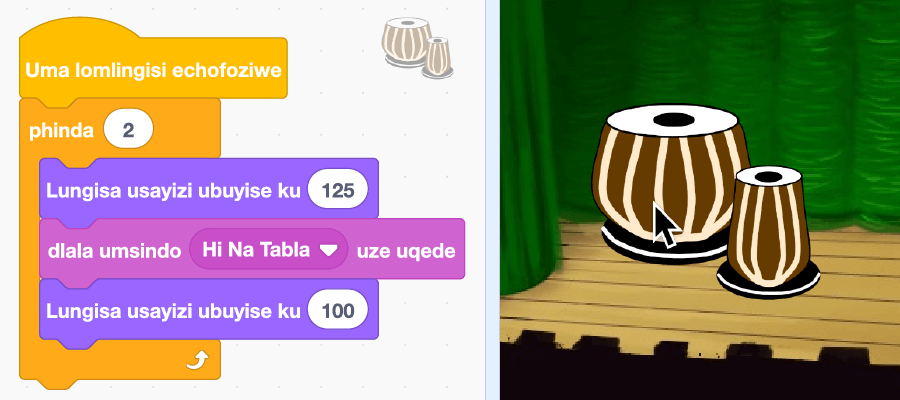 Uma lomlingisi echofoziwe
phinda 2
Lungisa usayizi ubuyise ku 125
dlala umsindo Hi Na Tabla uze uqede
Lungisa usayizi ubuyise ku 100